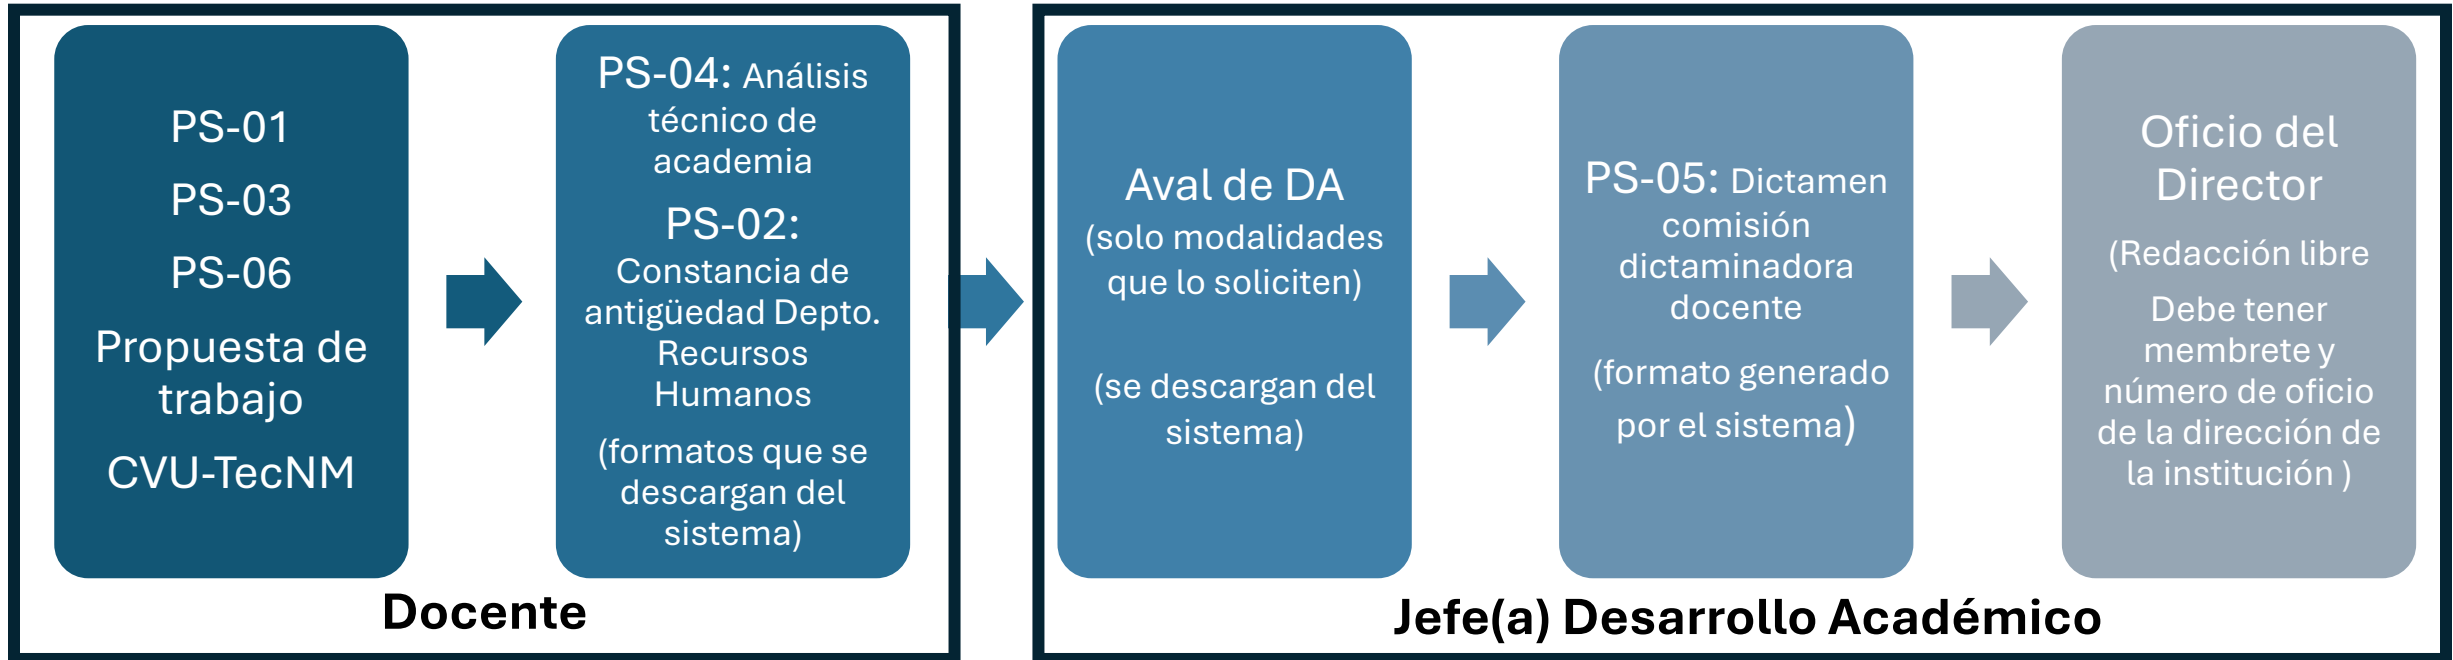 PS-01
PS-03
PS-06
Propuesta de
trabajo
CVU-TecNM
PS-04: Análisis
técnico de
academia
PS-02:
Constancia de
antigüedad Depto.
Recursos
Humanos
(formatos que se
descargan del
sistema)
Docente
Aval de DA
(solo modalidades
que lo soliciten)
(se descargan del
sistema)
PS-05: Dictamen
comisión
dictaminadora
docente
(formato generado
por el sistema)
Oficio del
Director
(Redacción libre
Debe tener
membrete y
número de oficio
de la dirección de
la institución )
Jefe(a) Desarrollo Académico